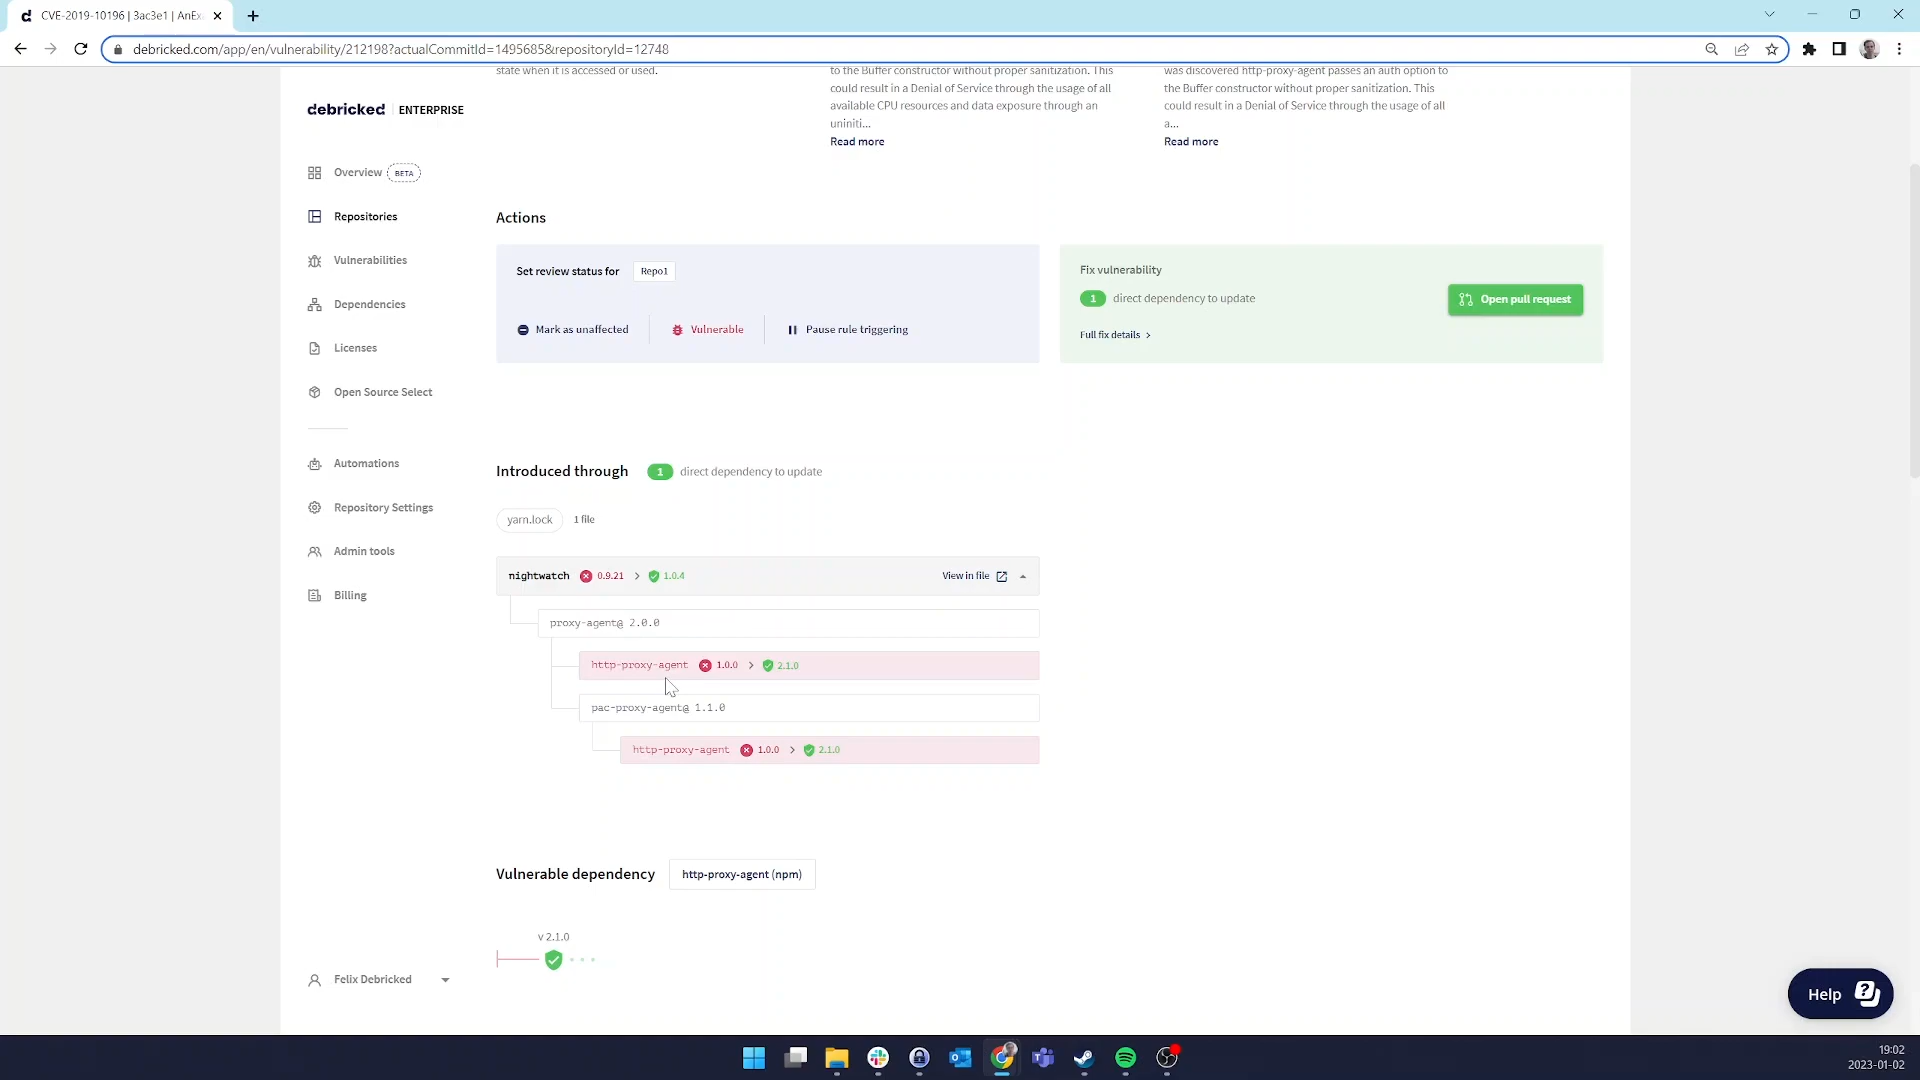 CVE-2019-10196 | 3ac3e1 | AnEx
debricked.com/app/en/vulnerability/212198?actualCommitId=1495685&repositoryId=12748
debricked ENTERPRISE
Overview BETA
Repositories
Vulnerabilities
Dependencies
Licenses
Open Source Select
Automations
Repository Settings
Admin tools
Billing
Felix Debricked
state when it is accessed or used.
to the Buffer constructor without proper sanitization. This
could result in a Denial of Service through the usage of all
available CPU resources and data exposure through an
uniniti...
Read more
was discovered http-proxy-agent passes an auth option to
the Buffer constructor without proper sanitization. This
could result in a Denial of Service through the usage of all
a...
Read more
Actions
Set review status for Repo1
Mark as unaffected Vulnerable Pause rule triggering
Fix vulnerability
1 direct dependency to update
Open pull request
Full fix details >
Introduced through 1 direct dependency to update
yarn.lock 1 file
nightwatch 0.9.21 > 1.0.4 View in file
proxy-agent@ 2.0.0
http-proxy-agent 1.0.0 > 2.1.0
pac-proxy-agent@ 1.1.0
http-proxy-agent 1.0.0 > 2.1.0
Vulnerable dependency http-proxy-agent (npm)
v 2.1.0
Help
19:02
2023-01-02